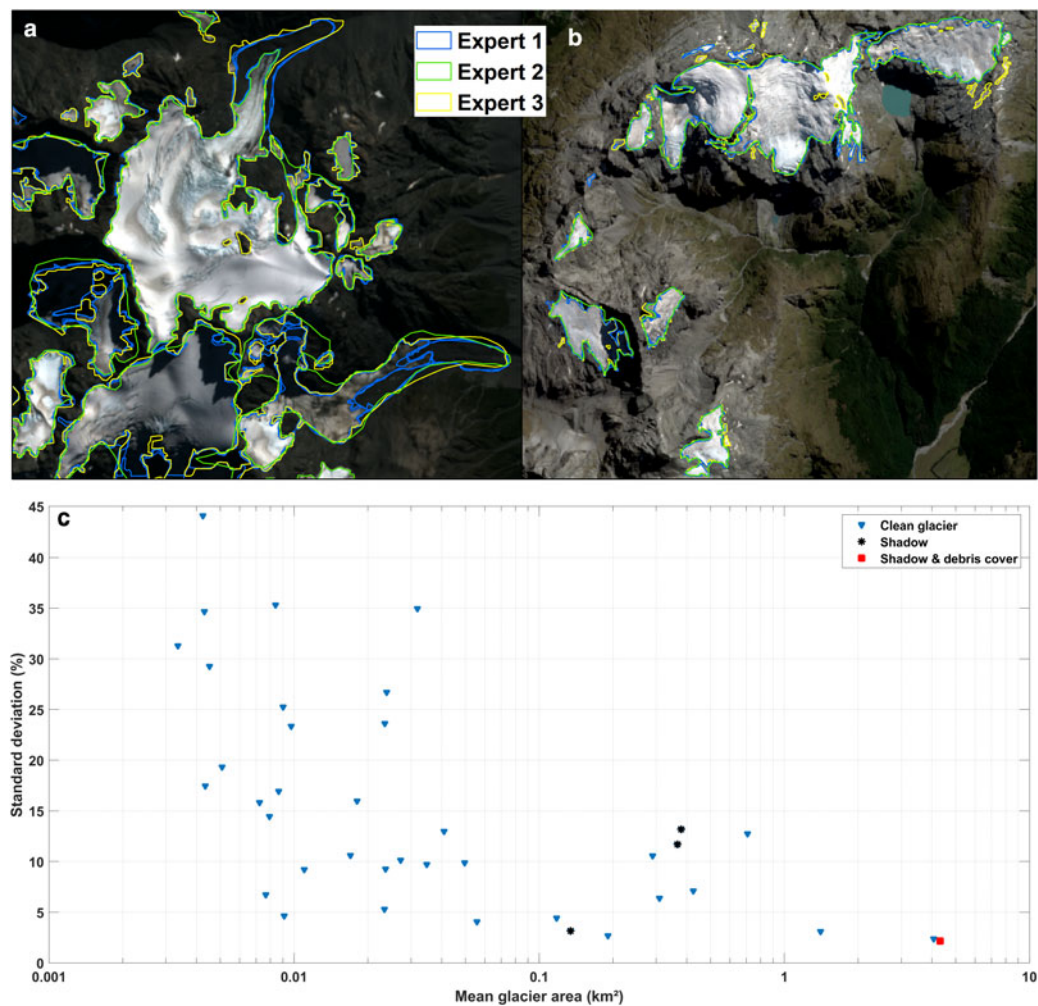 a
b
Expert 1
Expert 2
Expert 3
c
45
40
35
30
25
20
15
10
5
0
Standard deviation (%)
Clean glacier
Shadow
Shadow & debris cover
0.001
0.01
0.1
1
10
Mean glacier area (km²)